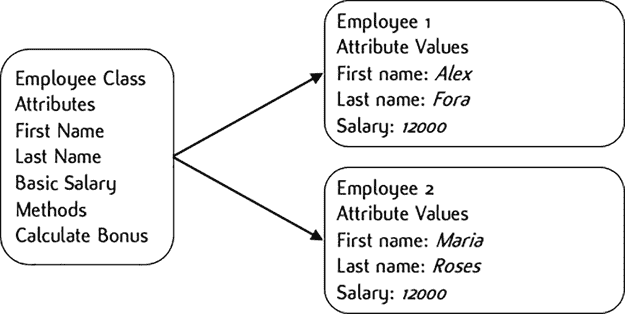 Employee Class
Attributes
First Name
Last Name
Basic Salary
Methods
Calculate Bonus
Employee 1
Attribute Values
First name: Alex
Last name: Fora
Salary: 12000
Employee 2
Attribute Values
First name: Maria
Last name: Roses
Salary: 12000